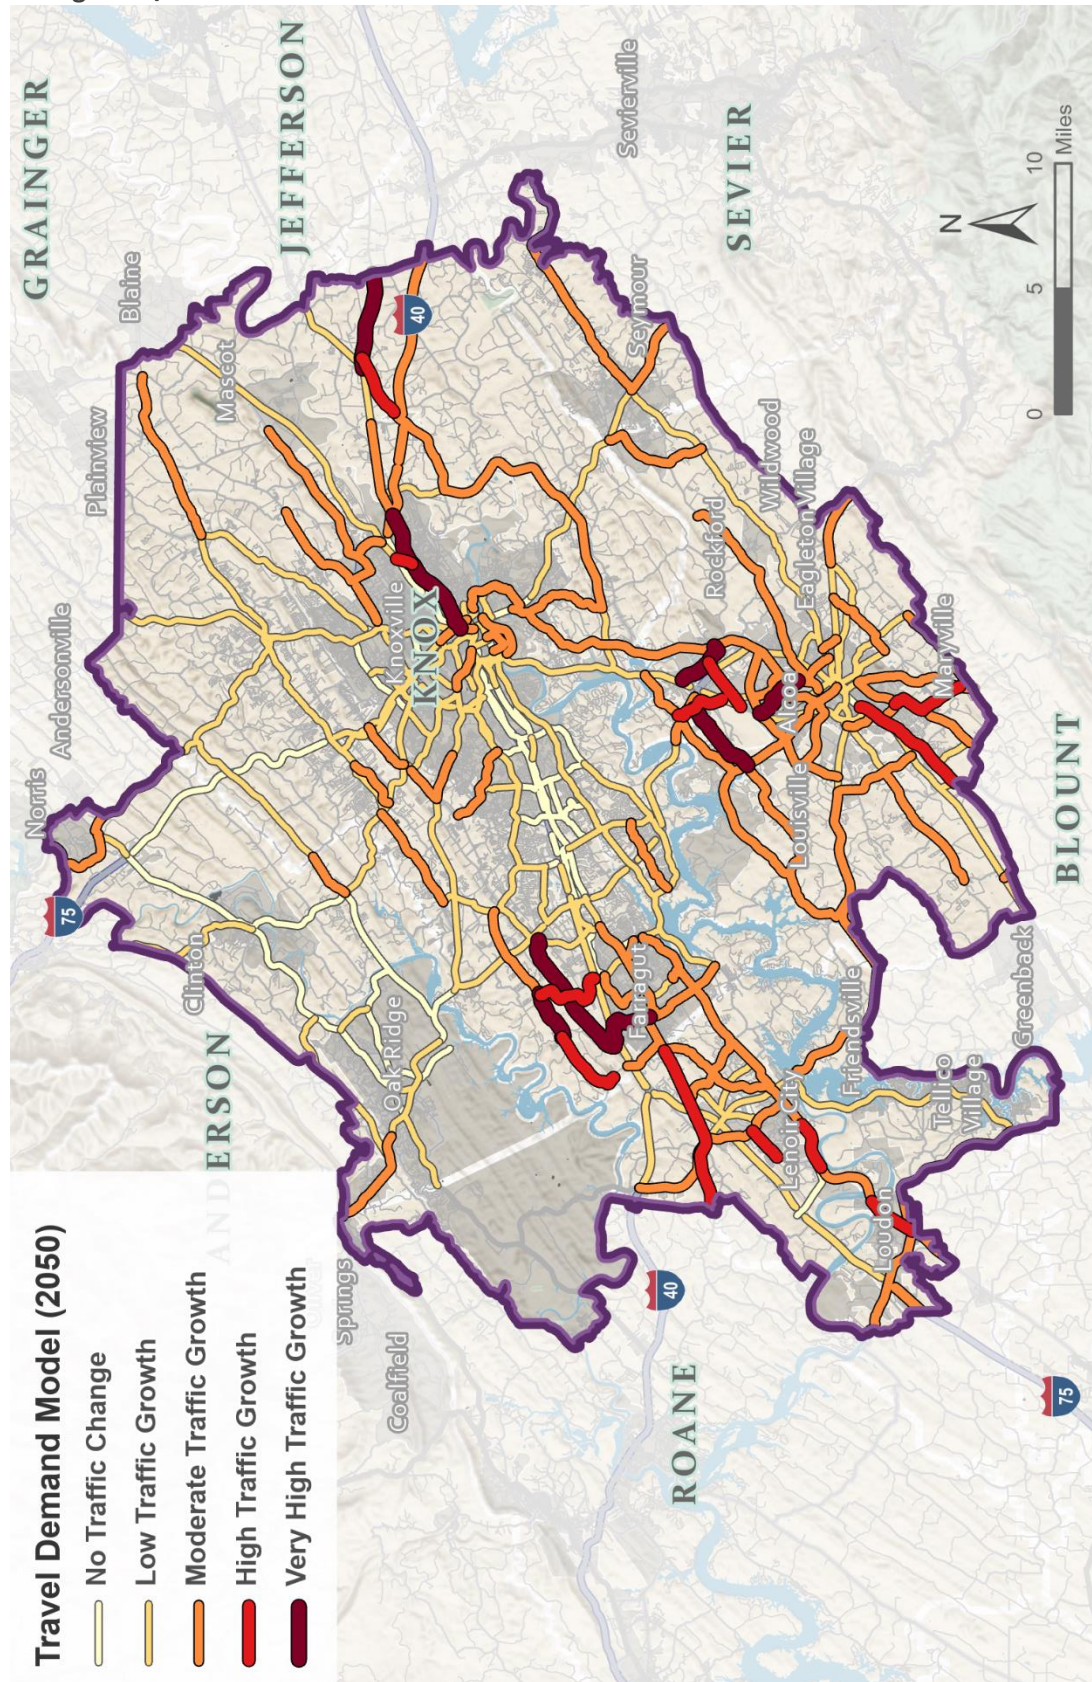 Travel Demand Model (2050)
No Traffic Change
Low Traffic Growth
Moderate Traffic Growth
High Traffic Growth
Very High Traffic Growth
GRAINGER
JEFFERSON
SEVIER
BLOUNT
ROANE
ANDERSON
KNOX
Norris
Andersonville
Plainview
Blaine
Mascot
Clinton
Oak Ridge
Springs
Coalfield
Knoxville
Sevierville
Seymour
Wildwood
Rockford
Eagleton Village
Alcoa
Louisville
Maryville
Farragut
Friendsville
Lenoir City
Loudon
Tellico
Village
Greenback
75
40
40
75
N
0 5 10
Miles